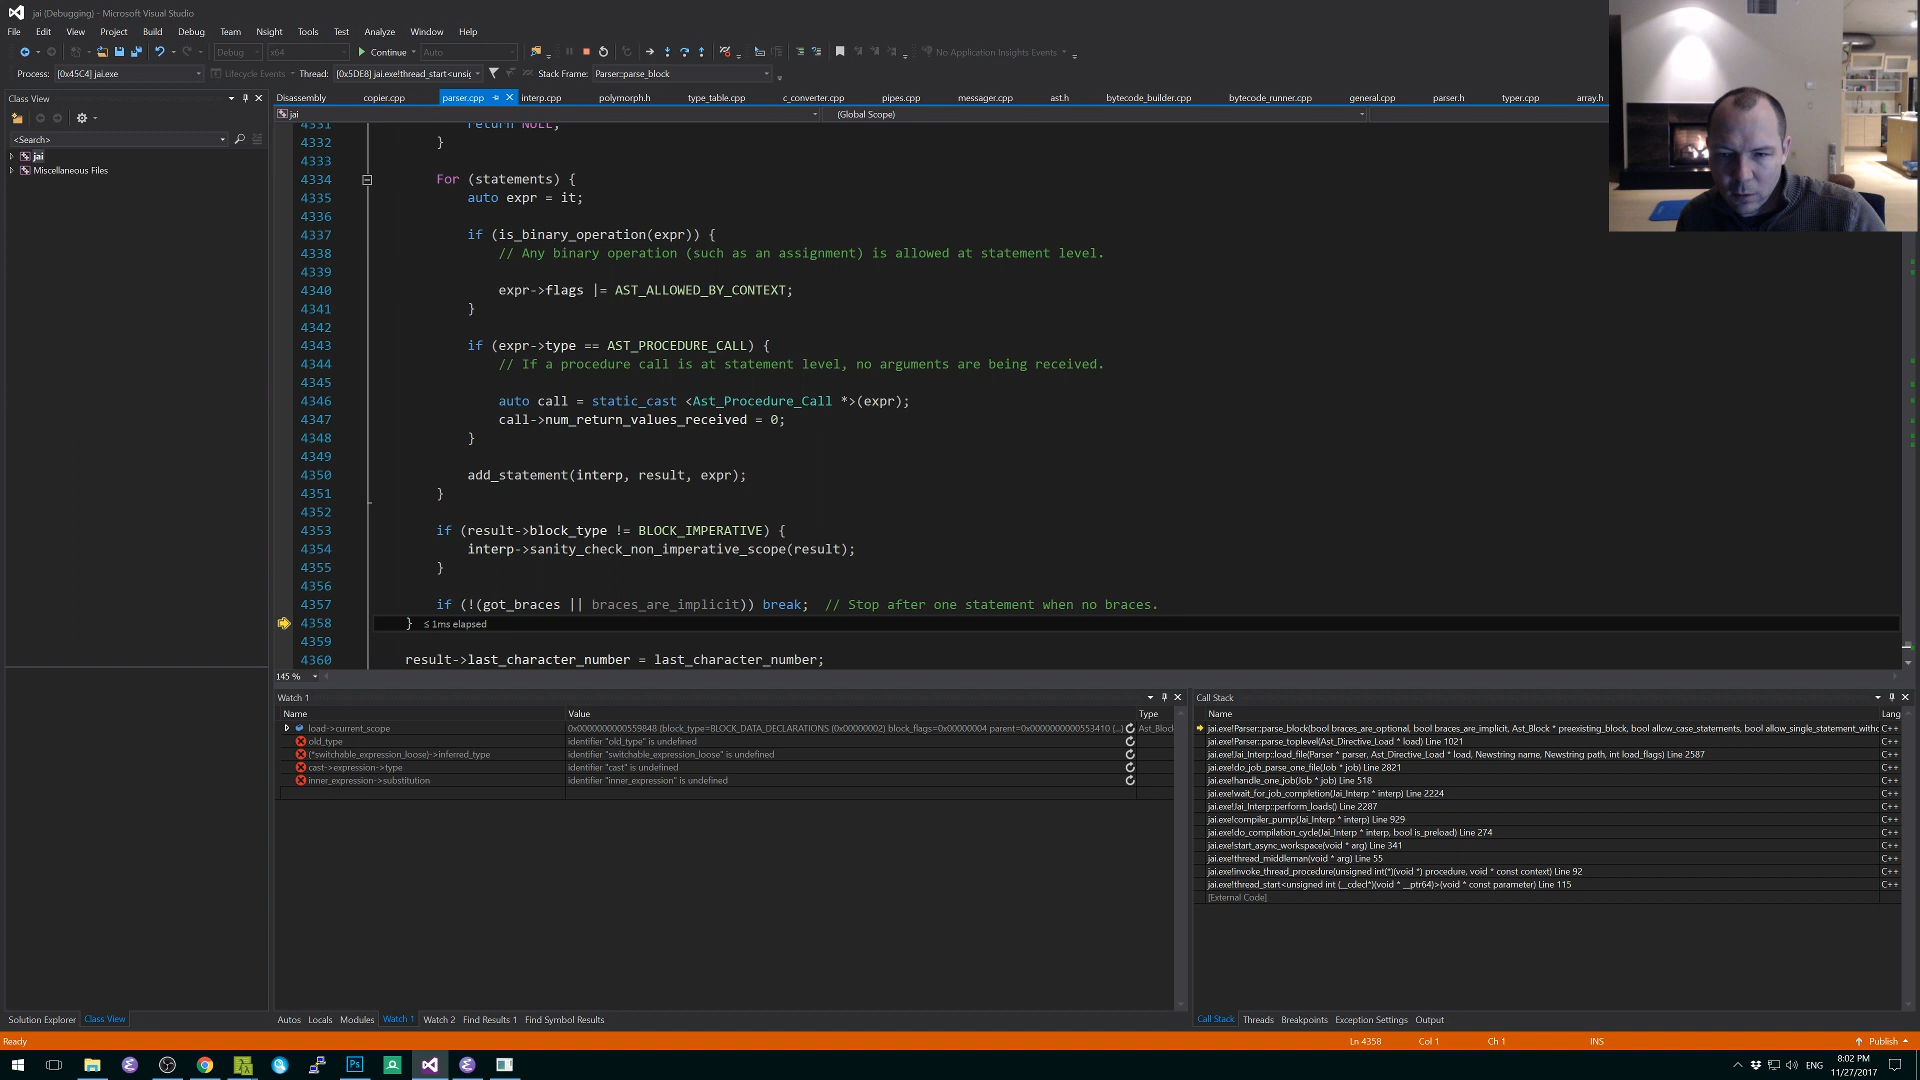 jai (Debugging) - Microsoft Visual Studio
File Edit View Project Build Debug Team Nsight Tools Test Analyze Window Help
Debug x64 Continue Auto No Application Insights Events
Process: [0x45C4] jai.exe Lifecycle Events Thread: [0x5DE8] jai.exe!thread_start<unsig Stack Frame: Parser::parse_block
Class View
Disassembly copier.cpp parser.cpp interp.cpp polymorph.h type_table.cpp c_converter.cpp pipes.cpp messager.cpp ast.h bytecode_builder.cpp bytecode_runner.cpp general.cpp parser.h typer.cpp array.h
jai (Global Scope)
<Search>
jai
Miscellaneous Files
4331 return NULL;
4332 }
4333
4334 For (statements) {
4335 auto expr = it;
4336
4337 if (is_binary_operation(expr)) {
4338 // Any binary operation (such as an assignment) is allowed at statement level.
4339
4340 expr->flags |= AST_ALLOWED_BY_CONTEXT;
4341 }
4342
4343 if (expr->type == AST_PROCEDURE_CALL) {
4344 // If a procedure call is at statement level, no arguments are being received.
4345
4346 auto call = static_cast <Ast_Procedure_Call *>(expr);
4347 call->num_return_values_received = 0;
4348 }
4349
4350 add_statement(interp, result, expr);
4351 }
4352
4353 if (result->block_type != BLOCK_IMPERATIVE) {
4354 interp->sanity_check_non_imperative_scope(result);
4355 }
4356
4357 if (!(got_braces || braces_are_implicit)) break; // Stop after one statement when no braces.
4358 } ≤ 1ms elapsed
4359
4360 result->last_character_number = last_character_number;
145 %
Watch 1
Name Value Type
load->current_scope 0x0000000000559848 {block_type=BLOCK_DATA_DECLARATIONS (0x00000002) block_flags=0x00000004 parent=0x0000000000553410 {...} Ast_Block
old_type identifier "old_type" is undefined
(*switchable_expression_loose)->inferred_type identifier "switchable_expression_loose" is undefined
cast->expression->type identifier "cast" is undefined
inner_expression->substitution identifier "inner_expression" is undefined
Call Stack
Name Lang
jai.exe!Parser::parse_block(bool braces_are_optional, bool braces_are_implicit, Ast_Block * preexisting_block, bool allow_case_statements, bool allow_single_statement_witho C++
jai.exe!Parser::parse_toplevel(Ast_Directive_Load * load) Line 1021 C++
jai.exe!Jai_Interp::load_file(Parser * parser, Ast_Directive_Load * load, Newstring name, Newstring path, int load_flags) Line 2587 C++
jai.exe!do_job_parse_one_file(Job * job) Line 2821 C++
jai.exe!handle_one_job(Job * job) Line 518 C++
jai.exe!wait_for_job_completion(Jai_Interp * interp) Line 2224 C++
jai.exe!Jai_Interp::perform_loads() Line 2287 C++
jai.exe!compiler_pump(Jai_Interp * interp) Line 929 C++
jai.exe!do_compilation_cycle(Jai_Interp * interp, bool is_preload) Line 274 C++
jai.exe!start_async_workspace(void * arg) Line 341 C++
jai.exe!thread_middleman(void * arg) Line 55 C++
jai.exe!invoke_thread_procedure(unsigned int(*)(void *) procedure, void * const context) Line 92 C++
jai.exe!thread_start<unsigned int (__cdecl*)(void * __ptr64)>(void * const parameter) Line 115 C++
[External Code]
Solution Explorer Class View
Autos Locals Modules Watch 1 Watch 2 Find Results 1 Find Symbol Results
Call Stack Threads Breakpoints Exception Settings Output
Ready Ln 4358 Col 1 Ch 1 INS Publish
Ps
ENG 8:02 PM
11/27/2017